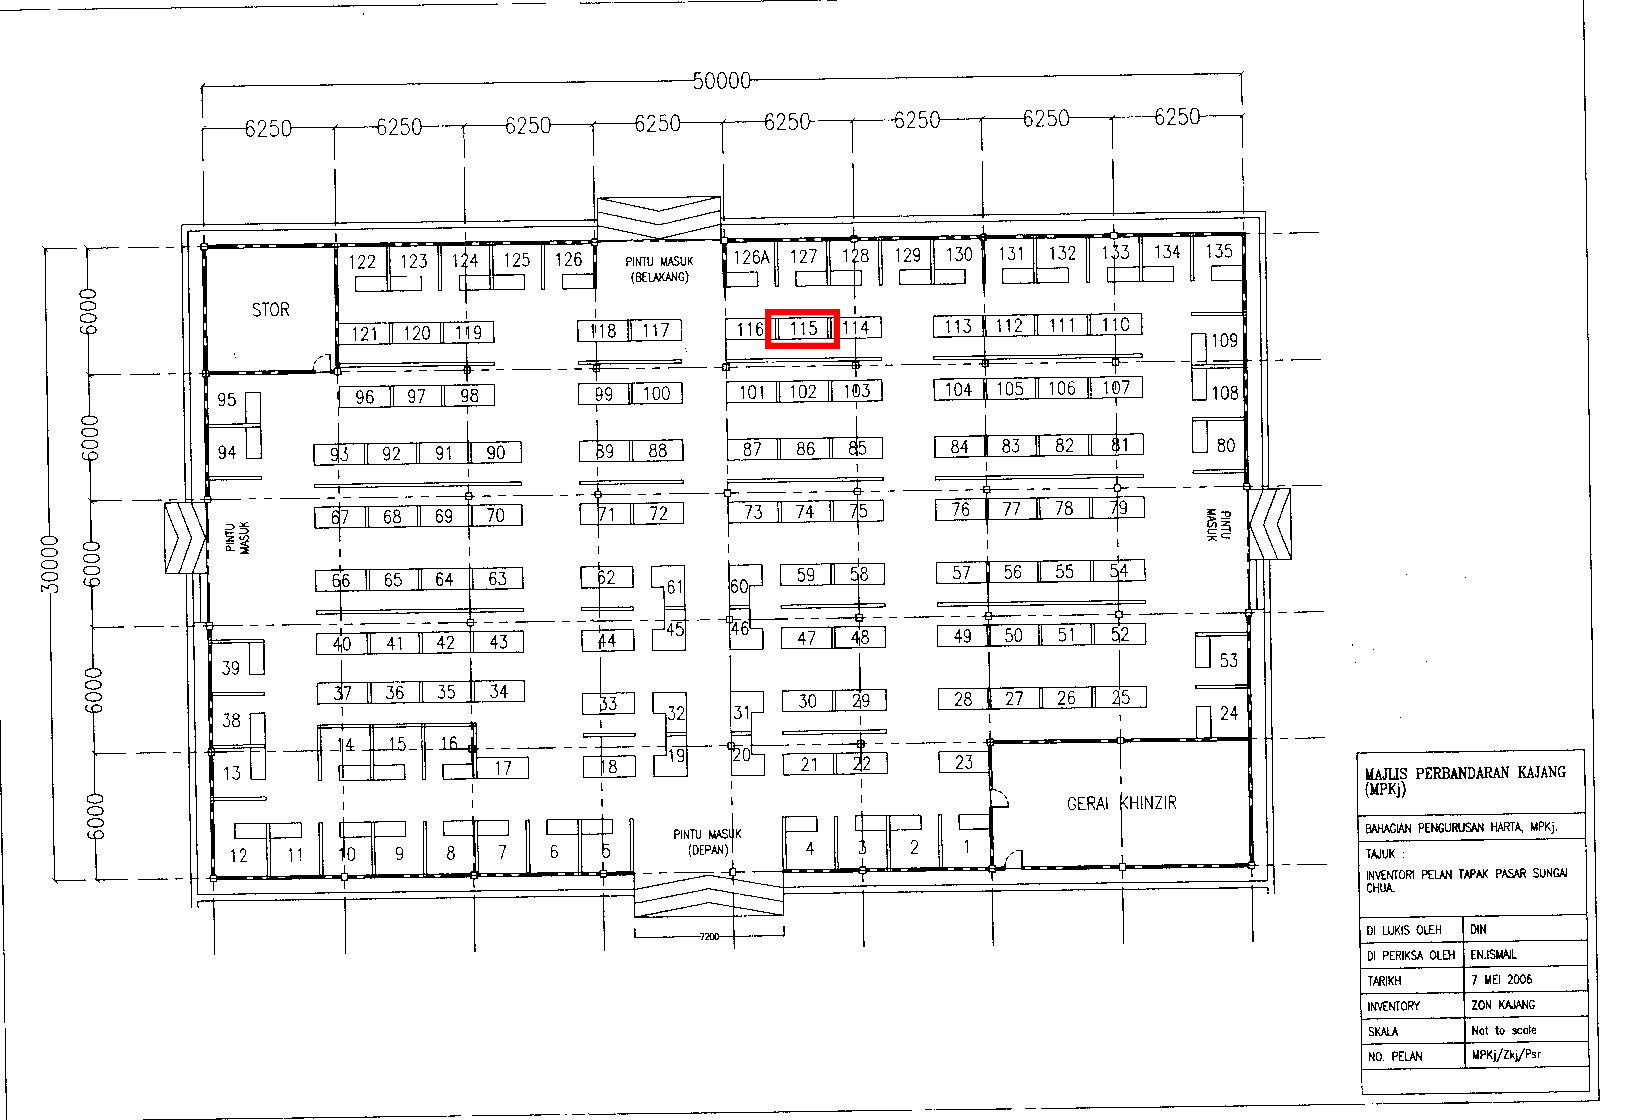 50000
6250 6250 6250 6250 6250 6250 6250 6250
122 123 124 125 126 PINTU MASUK 126A 127 128 129 130 131 132 133 134 135
(BELAKANG)
STOR
6000
121 120 119 118 117 116 115 114 113 112 111 110
109
96 97 98 99 100 101 102 103 104 105 106 107
95 108
6000
94 93 92 91 90 89 88 87 86 85 84 83 82 81 80
67 68 69 70 71 72 73 74 75 76 77 78 79
PINTU
MASUK
PINTU
MASUK
30000
6000
66 65 64 63 62 61 60 59 58 57 56 55 54
40 41 42 43 44 45 46 47 48 49 50 51 52
39 53
6000
37 36 35 34 33 32 31 30 29 28 27 26 25
38 24
14 15 16
13 17 18 19 20 21 22 23
6000
GERAI KHINZIR
PINTU MASUK
(DEPAN)
12 11 10 9 8 7 6 5 4 3 2 1
7200
MAJLIS PERBANDARAN KAJANG
(MPKj)
BAHAGIAN PENGURUSAN HARTA, MPKj.
TAJUK :
INVENTORI PELAN TAPAK PASAR SUNGAI
CHUA.
DI LUKIS OLEH DIN
DI PERIKSA OLEH EN.ISMAIL
TARIKH 7 MEI 2006
INVENTORY ZON KAJANG
SKALA Not to scale
NO. PELAN MPKj/Zkj/Psr